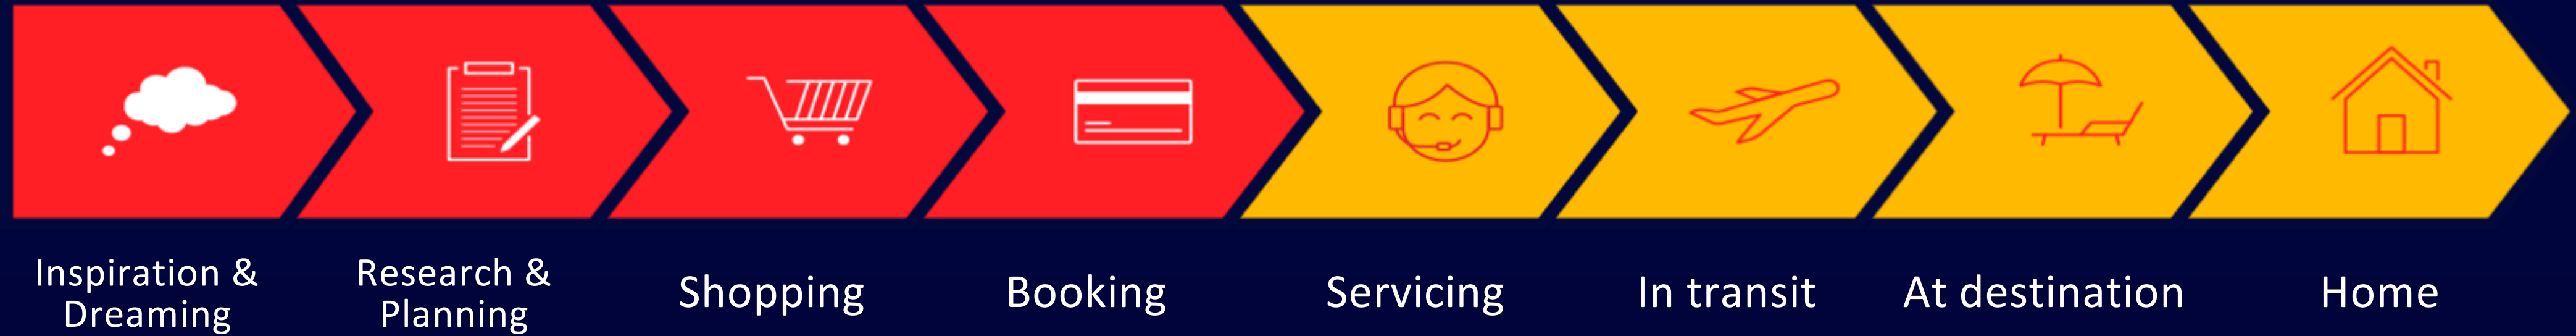 Inspiration &
Dreaming
Research &
Planning
Shopping
Booking
Servicing
In transit
At destination
Home